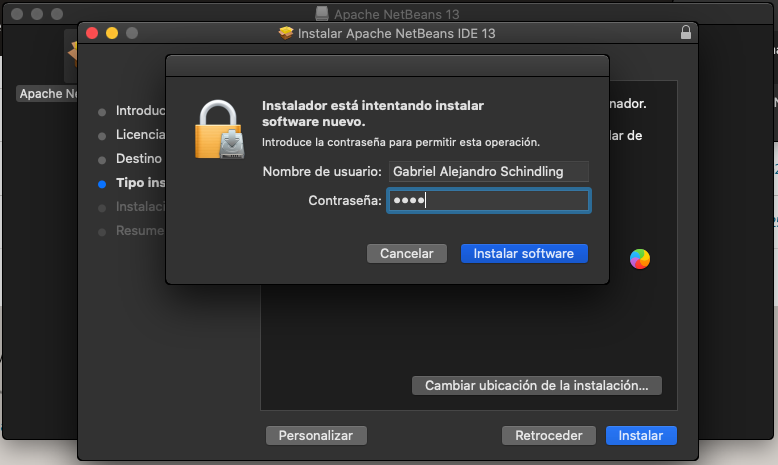 Apache NetBeans 13
Instalar Apache NetBeans IDE 13
Apache
Instalador está intentando instalar
software nuevo.
Introduce la contraseña para permitir esta operación.
Nombre de usuario: Gabriel Alejandro Schindling
Contraseña: ••••
Cancelar
Instalar software
nador.
lar de
Introduc
Licencia
Destino
Tipo ins
Instalaci
Resume
Cambiar ubicación de la instalación...
Personalizar
Retroceder
Instalar